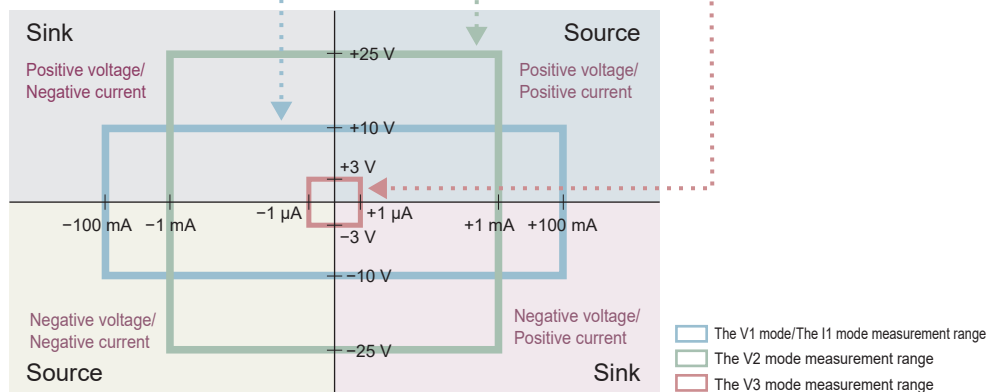 Sink
Source
Positive voltage/
Negative current
Positive voltage/
Positive current
+25 V
+10 V
+3 V
−100 mA
−1 mA
−1 μA
+1 μA
+1 mA
+100 mA
−3 V
−10 V
−25 V
Negative voltage/
Negative current
Negative voltage/
Positive current
Source
Sink
The V1 mode/The I1 mode measurement range
The V2 mode measurement range
The V3 mode measurement range